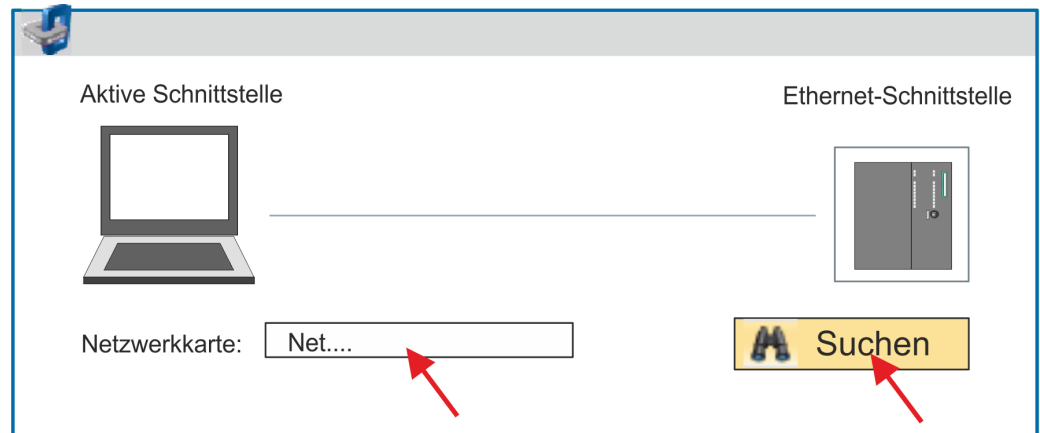 Aktive Schnittstelle
Ethernet-Schnittstelle
Netzwerkkarte:
Net....
Suchen